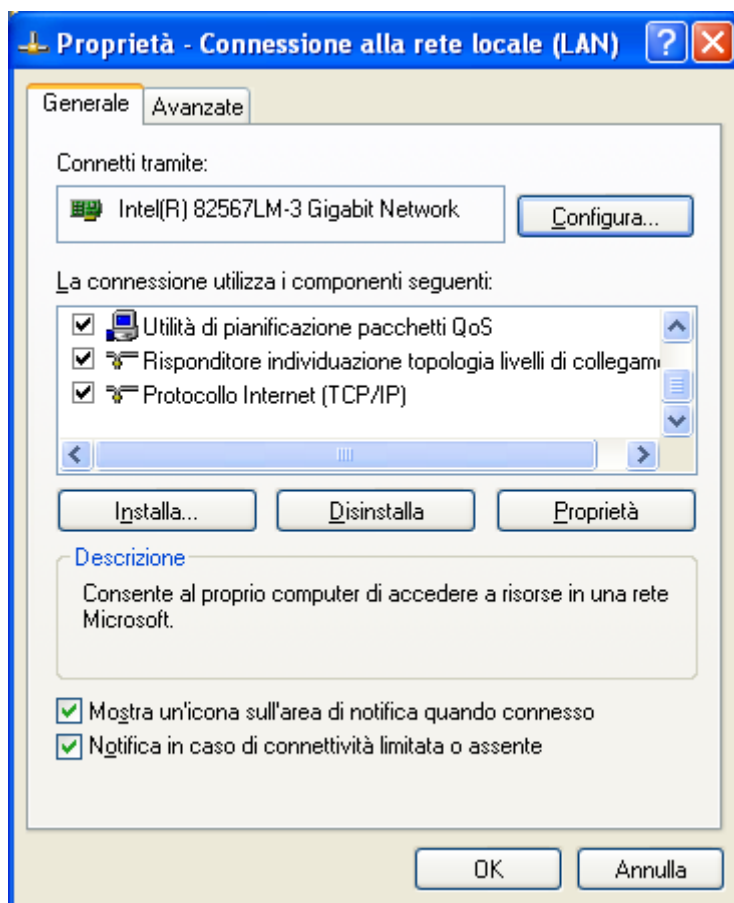 Proprietà - Connessione alla rete locale (LAN)
Generale
Avanzate
Connetti tramite:
Intel(R) 82567LM-3 Gigabit Network
Configura...
La connessione utilizza i componenti seguenti:
Utilità di pianificazione pacchetti QoS
Risponditore individuazione topologia livelli di collegam
Protocollo Internet (TCP/IP)
Installa...
Disinstalla
Proprietà
Descrizione
Consente al proprio computer di accedere a risorse in una rete
Microsoft.
Mostra un'icona sull'area di notifica quando connesso
Notifica in caso di connettività limitata o assente
OK
Annulla